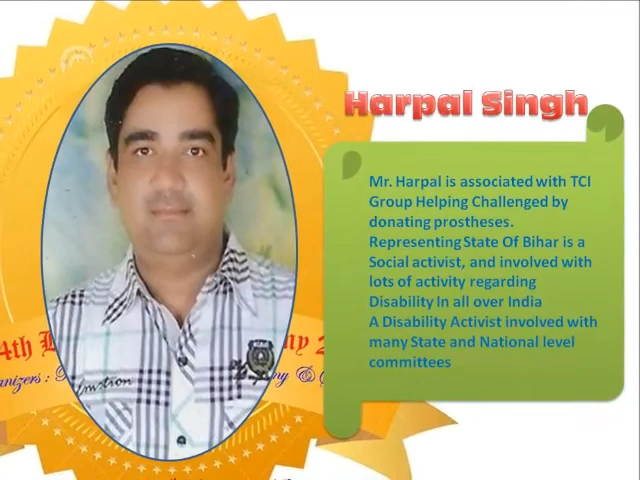 Harpal Singh
Mr. Harpal is associated with TCI
Group Helping Challenged by
donating prostheses.
Representing State Of Bihar is a
Social activist, and involved with
lots of activity regarding
Disability In all over India
A Disability Activist involved with
many State and National level
committees
4th